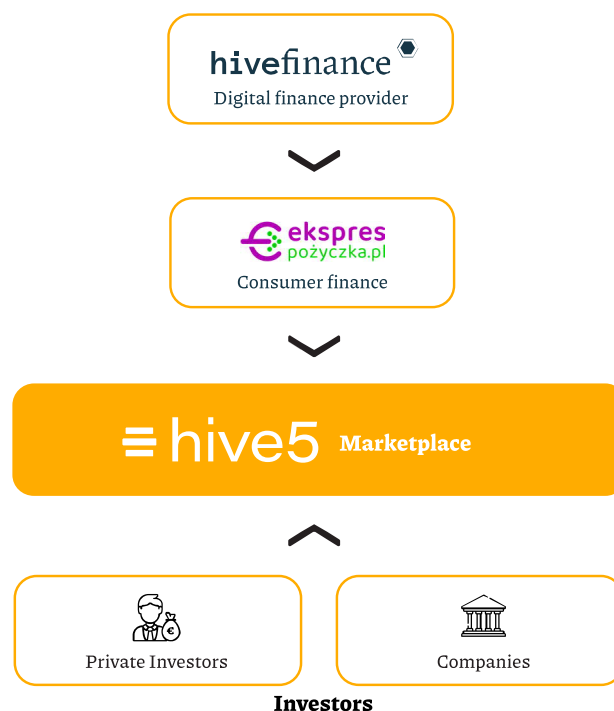 hivefinance
Digital finance provider
ekspres
pożyczka.pl
Consumer finance
hive5 Marketplace
€
Private Investors
Companies
Investors